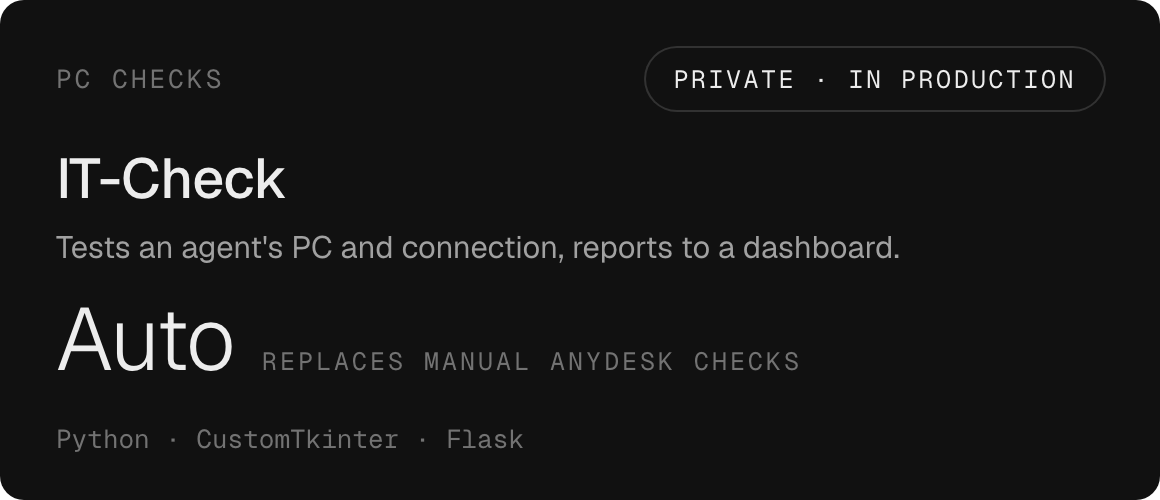 PC CHECKS
PRIVATE · IN PRODUCTION
IT-Check
Tests an agent's PC and connection, reports to a dashboard.
Auto REPLACES MANUAL ANYDESK CHECKS
Python · CustomTkinter · Flask